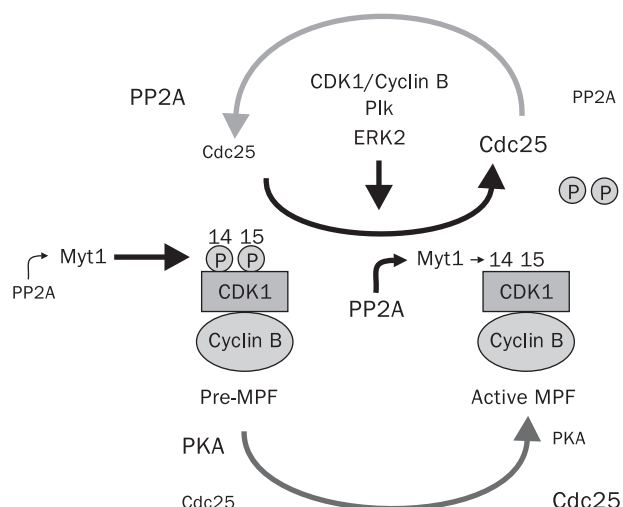 CDK1/Cyclin B
PP2A
PP2A
Plk
ERK2
Cdc25
Cdc25
P P
14 15
Myt1
P P
Myt1
14 15
PP2A
CDK1
PP2A
CDK1
Cyclin B
Cyclin B
Pre-MPF
Active MPF
PKA
PKA
Cdc25
Cdc25